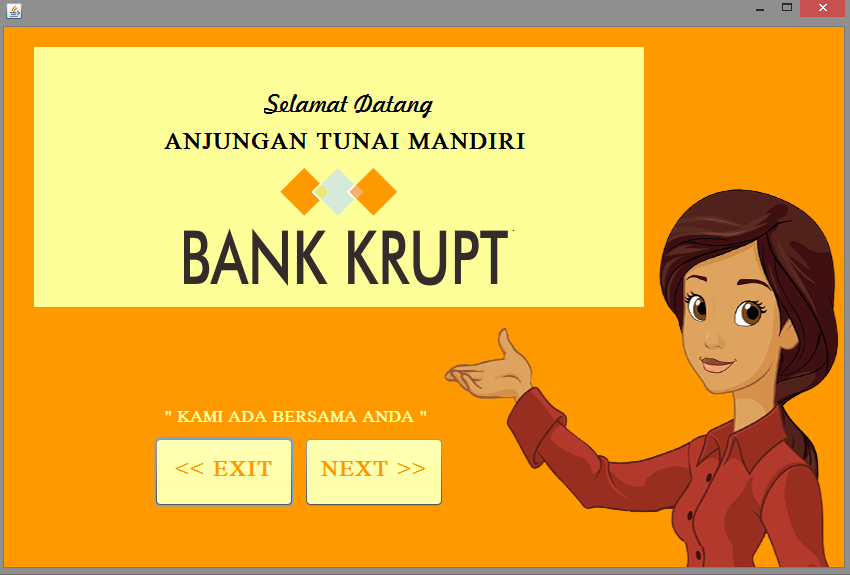 Selamat Datang
ANJUNGAN TUNAI MANDIRI
BANK KRUPT
" KAMI ADA BERSAMA ANDA "
<< EXIT
NEXT >>